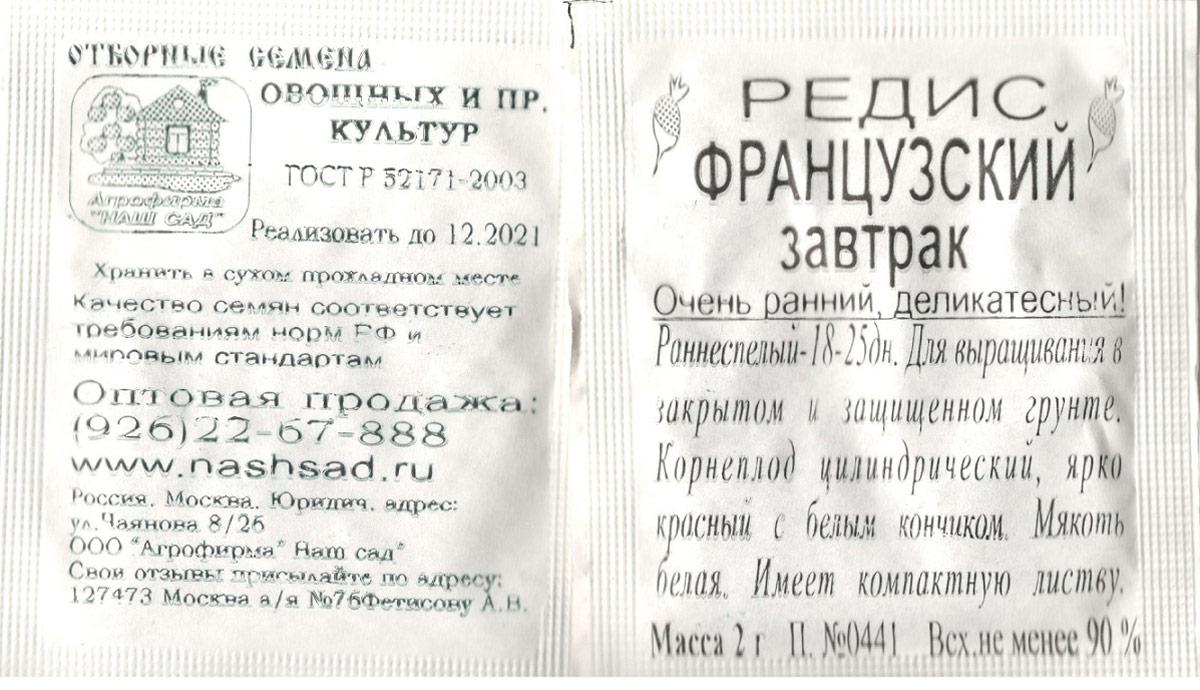 ОТБОРНЫЕ СЕМЕНА
ОВОЩНЫХ И ПР.
КУЛЬТУР
ГОСТ Р 52171-2003
Агрофирма
"НАШ САД"
Реализовать до 12.2021
Хранить в сухом прохладном месте
Качество семян соответствует
требованиям норм РФ и
мировым стандартам
Оптовая продажа:
(926)22-67-888
www.nashsad.ru
Россия. Москва. Юридич. адрес:
ул.Чаянова 8/26
ООО "Агрофирма" Наш сад"
Свои отзывы присылайте по адресу:
127473 Москва а/я №76Фетисову А.В.
РЕДИС
ФРАНЦУЗСКИЙ
завтрак
Очень ранний, деликатесный!
Раннеспелый-18-25дн. Для выращивания в
закрытом и защищенном грунте.
Корнеплод цилиндрический, ярко
красный с белым кончиком. Мякоть
белая. Имеет компактную листву.
Масса 2 г П. №0441 Всх.не менее 90 %